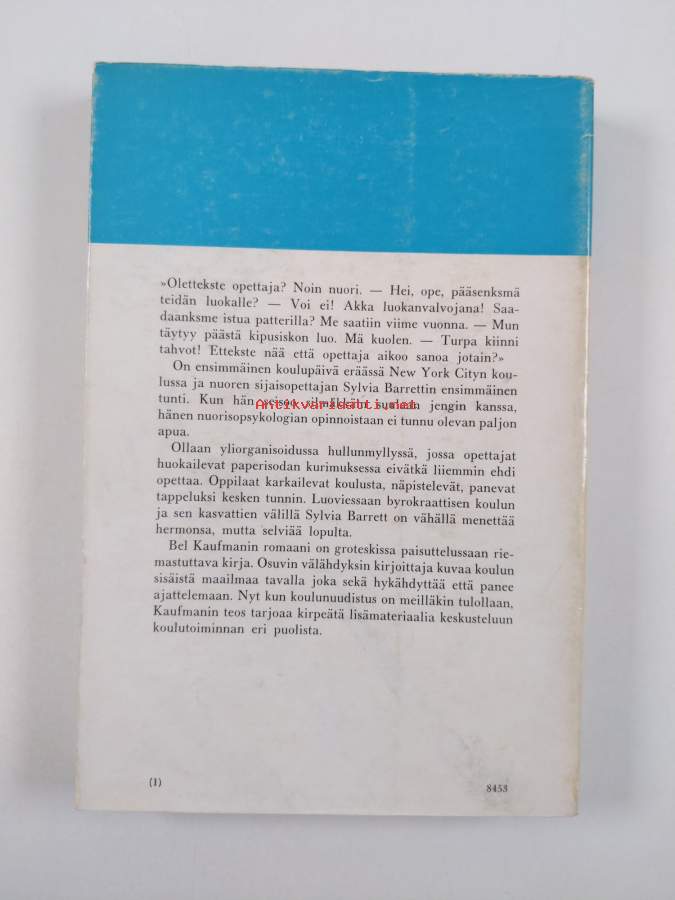 »Olettekste opettaja? Noin nuori. — Hei, ope, pääsenksmä
teidän luokalle? — Voi ei! Akka luokanvalvojana! Saa-
daanksme istua patterilla? Me saatiin viime vuonna. — Mun
täytyy päästä kipusiskon luo. Mä kuolen. — Turpa kiinni
tahvot! Ettekste nää että opettaja aikoo sanoa jotain?»
On ensimmäinen koulupäivä eräässä New York Cityn kou-
lussa ja nuoren sijaisopettajan Sylvia Barrettin ensimmäinen
tunti. Kun hän seisoo silmäkkäin jengin kanssa,
Antikvariaatti.net
hänen nuorisopsykologian opinnoistaan ei tunnu olevan paljon
apua.
Ollaan yliorganisoidussa hullunmyllyssä, jossa opettajat
huokailevat paperisodan kurimuksessa eivätkä liiemmin ehdi
opettaa. Oppilaat karkailevat koulusta, näpistelevät, panevat
tappeluksi kesken tunnin. Luoviessaan byrokraattisen koulun
ja sen kasvattien välillä Sylvia Barrett on vähällä menettää
hermonsa, mutta selviää lopulta.
Bel Kaufmanin romaani on groteskissa paisuttelussaan rie-
mastuttava kirja. Osuvin välähdyksin kirjoittaja kuvaa koulun
sisäistä maailmaa tavalla joka sekä hykähdyttää että panee
ajattelemaan. Nyt kun koulunuudistus on meilläkin tulollaan,
Kaufmanin teos tarjoaa kirpeätä lisämateriaalia keskusteluun
koulutoiminnan eri puolista.
(1)
8453